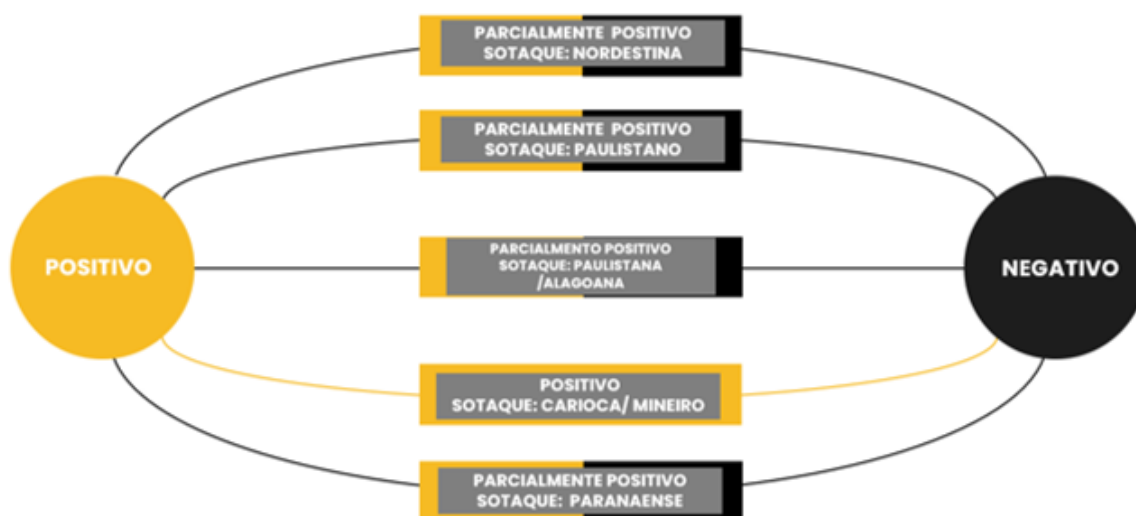 PARCIALMENTE POSITIVO
SOTAQUE: NORDESTINA
PARCIALMENTE POSITIVO
SOTAQUE: PAULISTANO
POSITIVO
PARCIALMENTO POSITIVO
SOTAQUE: PAULISTANA
/ALAGOANA
NEGATIVO
POSITIVO
SOTAQUE: CARIOCA/ MINEIRO
PARCIALMENTE POSITIVO
SOTAQUE: PARANAENSE